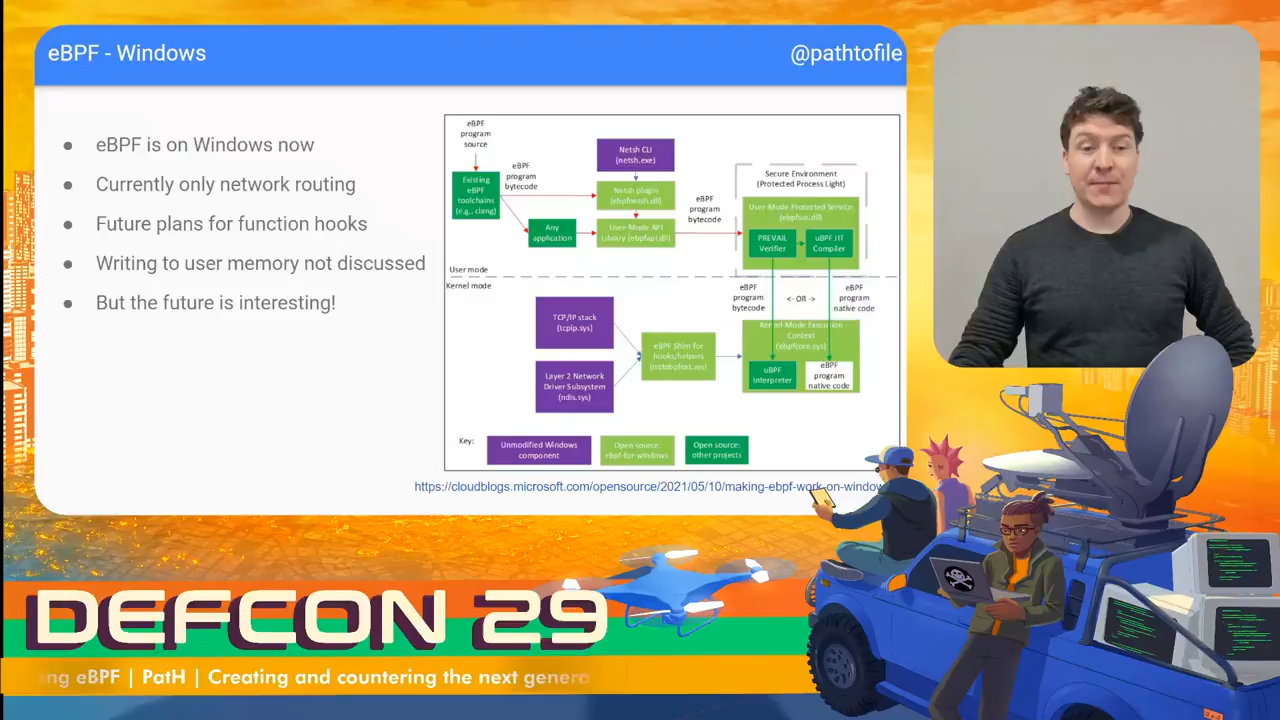 eBPF - Windows
@pathtofile
eBPF is on Windows now
Currently only network routing
Future plans for function hooks
Writing to user memory not discussed
But the future is interesting!
eBPF
program
source
Existing
eBPF
toolchains
(e.g., clang)
eBPF
program
bytecode
Any
application
Netsh CLI
(netsh.exe)
Netsh plugin
(ebpfnetsh.dll)
User-Mode API
Library (ebpfapi.dll)
eBPF
program
bytecode
Secure Environment
(Protected Process Light)
User-Mode Protected Service
(ebpfsvc.dll)
PREVAIL
Verifier
uBPF JIT
Compiler
User mode
Kernel mode
eBPF
program
bytecode
<- OR ->
eBPF
program
native code
TCP/IP stack
(tcpip.sys)
Layer 2 Network
Driver Subsystem
(ndis.sys)
eBPF Shim for
hooks/helpers
(netebpfext.sys)
Kernel-Mode Execution
Context
(ebpfcore.sys)
uBPF
Interpreter
eBPF
program
native code
Key:
Unmodified Windows
component
Open source:
ebpf-for-windows
Open source:
other projects
https://cloudblogs.microsoft.com/opensource/2021/05/10/making-ebpf-work-on-window
DEFCON 29
ng eBPF | PatH | Creating and countering the next genera